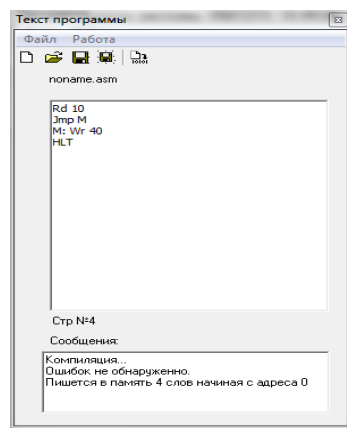 Текст программы
Файл Работа
noname.asm
Rd 10
Jmp M
M: Wr 40
HLT
Стр №4
Сообщения:
Компиляция...
Ошибок не обнаруженно.
Пишется в память 4 слов начиная с адреса 0